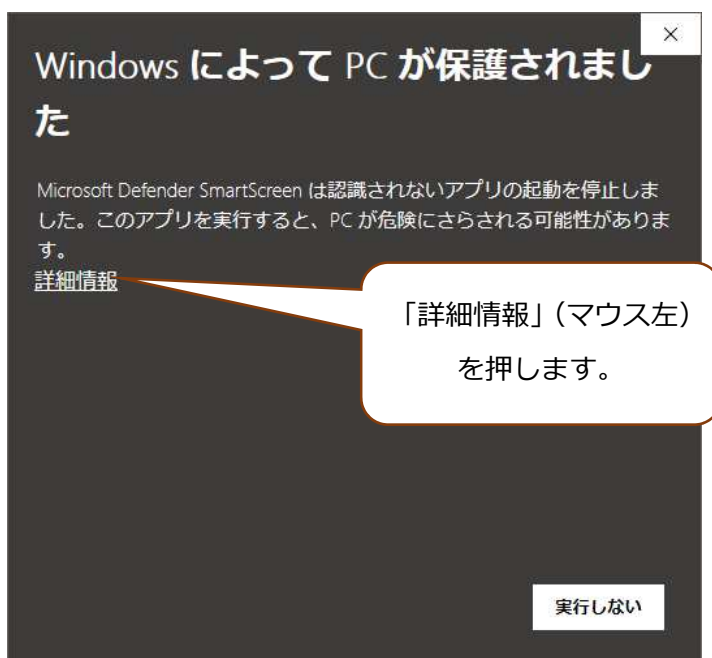 ×
Windows によって PC が保護されまし
た
Microsoft Defender SmartScreen は認識されないアプリの起動を停止しま
した。このアプリを実行すると、PC が危険にさらされる可能性がありま
す。
詳細情報
「詳細情報」（マウス左）
を押します。
実行しない